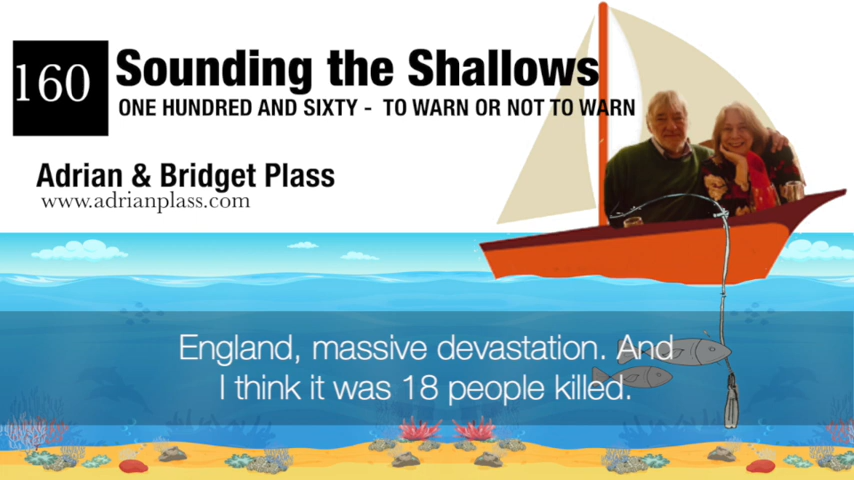 160
Sounding the Shallows
ONE HUNDRED AND SIXTY - TO WARN OR NOT TO WARN
Adrian & Bridget Plass
www.adrianplass.com
England, massive devastation. And
I think it was 18 people killed.